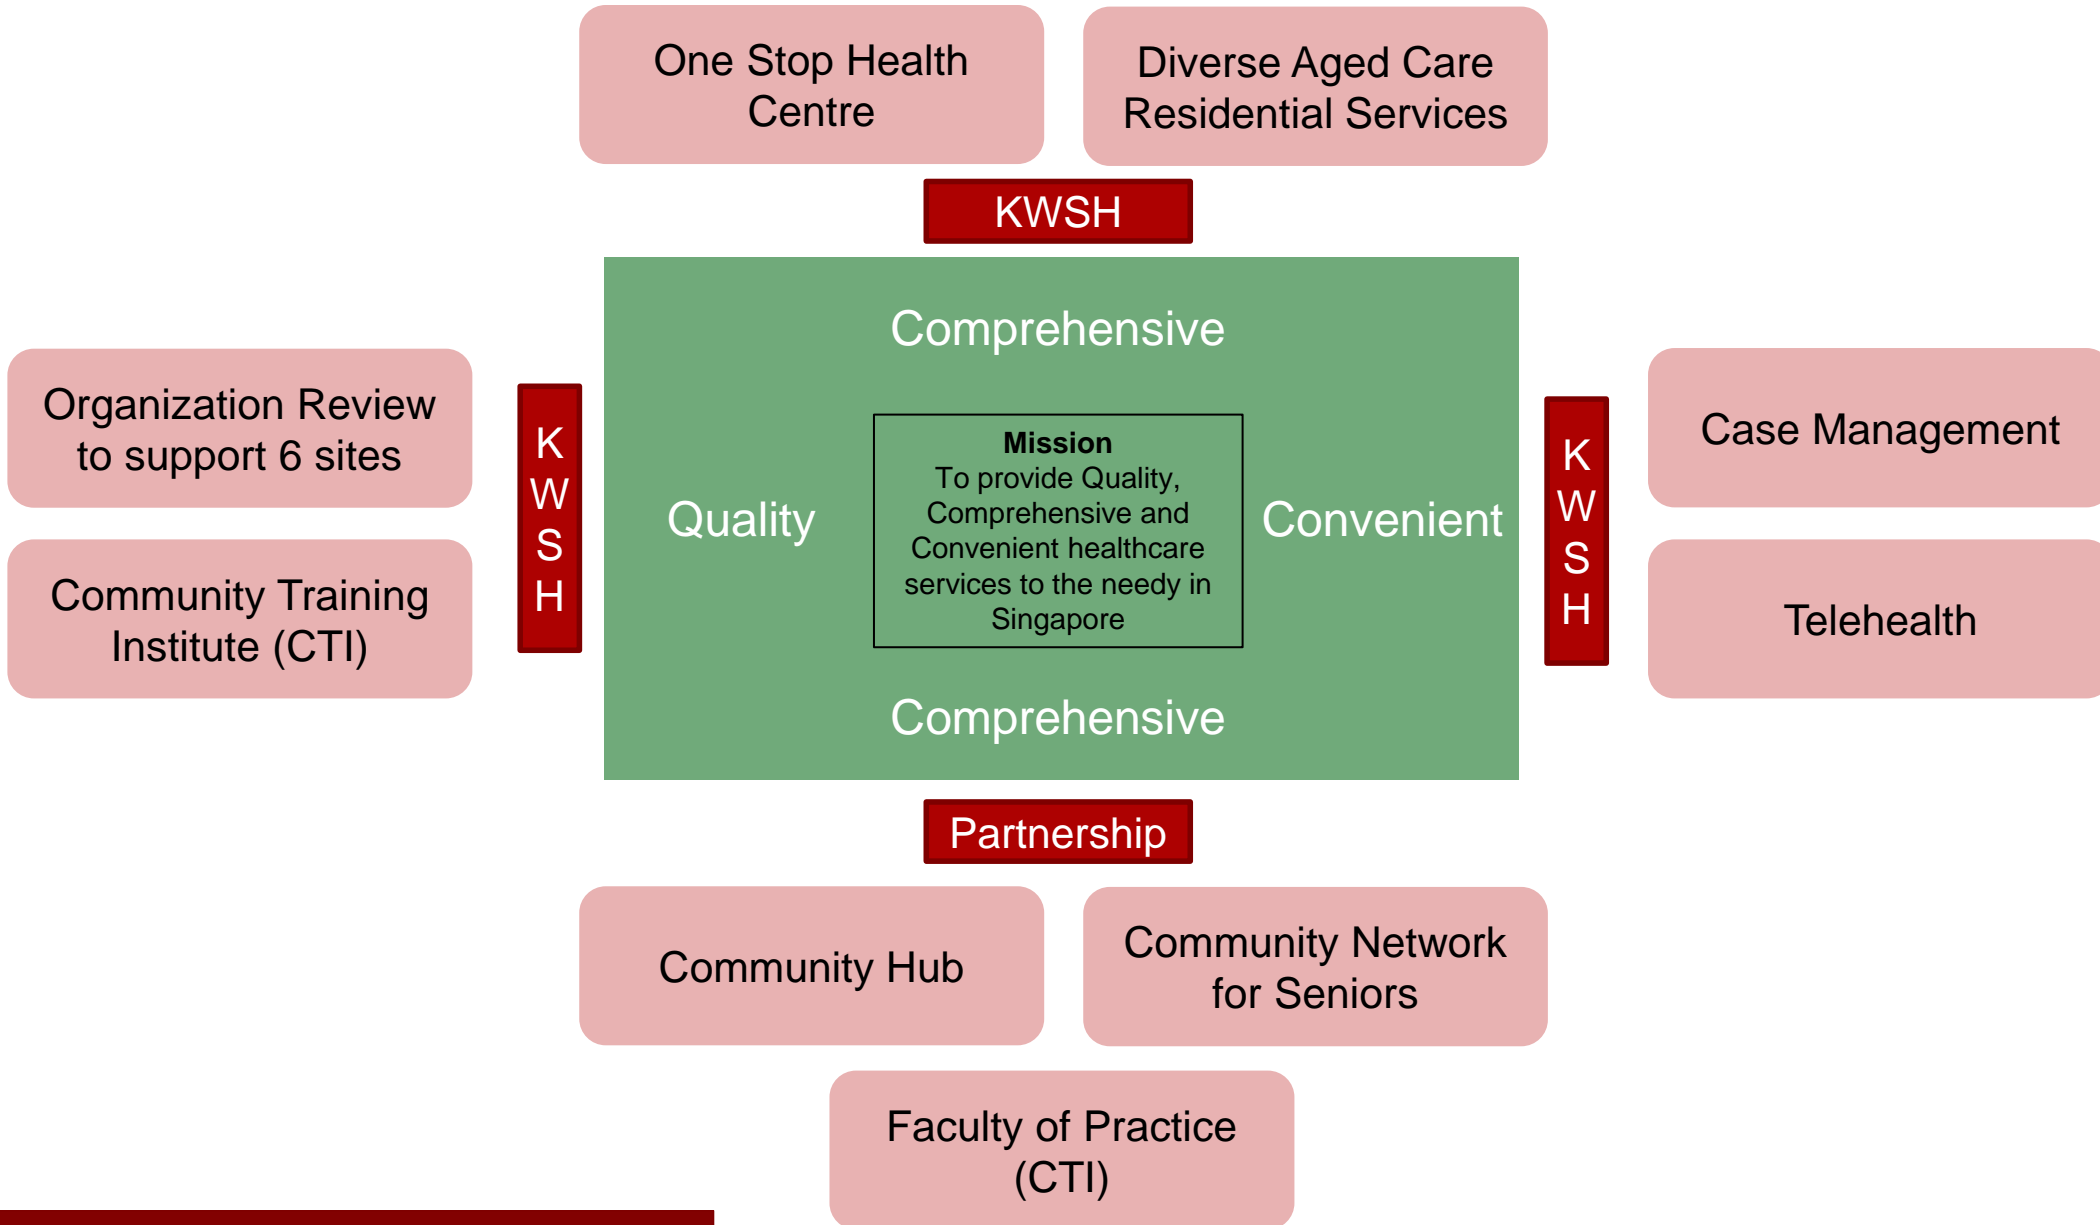 One Stop Health
Centre
Diverse Aged Care
Residential Services
KWSH
Comprehensive
Organization Review
to support 6 sites
Community Training
Institute (CTI)
K
W
S
H
Quality
Mission
To provide Quality,
Comprehensive and
Convenient healthcare
services to the needy in
Singapore
Convenient
K
W
S
H
Case Management
Telehealth
Comprehensive
Partnership
Community Hub
Community Network
for Seniors
Faculty of Practice
(CTI)